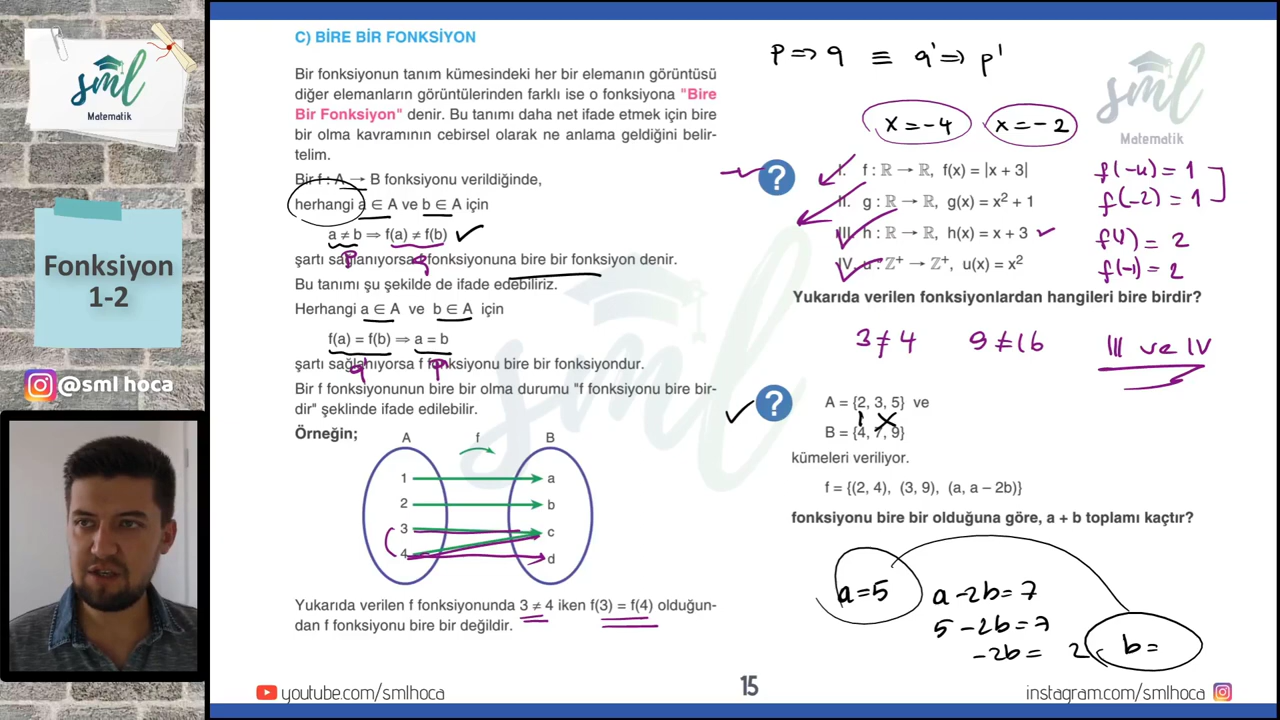 sml
Matematik
Fonksiyon
1-2
@sml hoca
C) BİRE BİR FONKSİYON
Bir fonksiyonun tanım kümesindeki her bir elemanın görüntüsü
diğer elemanların görüntülerinden farklı ise o fonksiyona "Bire
Bir Fonksiyon" denir. Bu tanımı daha net ifade etmek için bire
bir olma kavramının cebirsel olarak ne anlama geldiğini belir-
telim.
Bir f : A → B fonksiyonu verildiğinde,
herhangi a ∈ A ve b ∈ A için
a ≠ b ⇒ f(a) ≠ f(b)
p q
şartı sağlanıyorsa f fonksiyonuna bire bir fonksiyon denir.
Bu tanımı şu şekilde de ifade edebiliriz.
Herhangi a ∈ A ve b ∈ A için
f(a) = f(b) ⇒ a = b
q' p'
şartı sağlanıyorsa f fonksiyonu bire bir fonksiyondur.
Bir f fonksiyonunun bire bir olma durumu "f fonksiyonu bire bir-
dir" şeklinde ifade edilebilir.
Örneğin;
A f B
1 a
2 b
3 c
4 d
Yukarıda verilen f fonksiyonunda 3 ≠ 4 iken f(3) = f(4) olduğun-
dan f fonksiyonu bire bir değildir.
p ⇒ q ≡ q' ⇒ p'
x = -4 x = -2
sml
Matematik
I. f : ℝ → ℝ, f(x) = |x + 3|
II. g : ℝ → ℝ, g(x) = x² + 1
III. h : ℝ → ℝ, h(x) = x + 3
IV. u : Z⁺ → Z⁺, u(x) = x²
f(-4) = 1
f(-2) = 1
f(1) = 2
f(-1) = 2
Yukarıda verilen fonksiyonlardan hangileri bire birdir?
3 ≠ 4 9 ≠ 16 III ve IV
A = {2, 3, 5} ve
B = {4, 7, 9}
kümeleri veriliyor.
f = {(2, 4), (3, 9), (a, a – 2b)}
fonksiyonu bire bir olduğuna göre, a + b toplamı kaçtır?
a = 5 a - 2b = 7
5 - 2b = 7
-2b = 2 b =
youtube.com/smlhoca
15
instagram.com/smlhoca